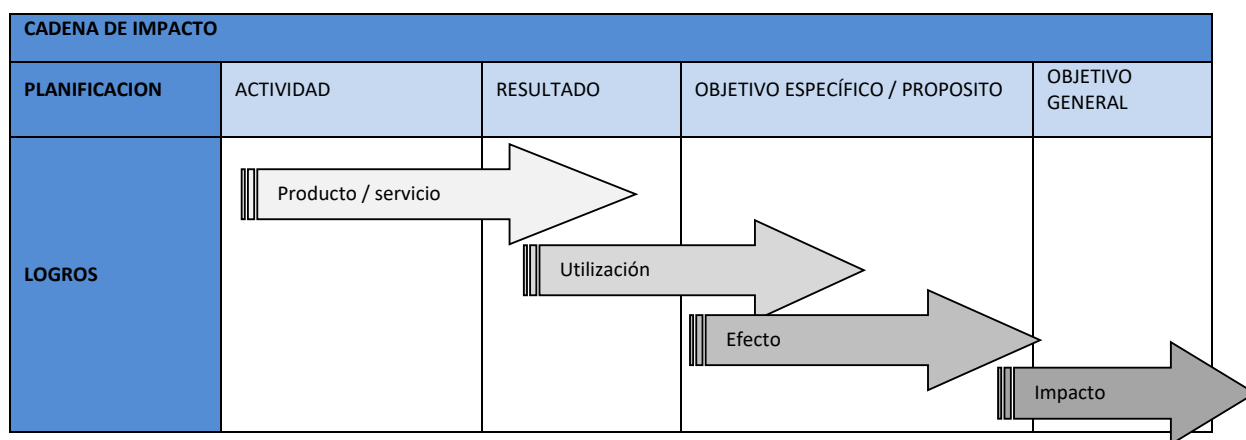 CADENA DE IMPACTO
PLANIFICACION
ACTIVIDAD
RESULTADO
OBJETIVO ESPECÍFICO / PROPOSITO
OBJETIVO
GENERAL
LOGROS
Producto / servicio
Utilización
Efecto
Impacto